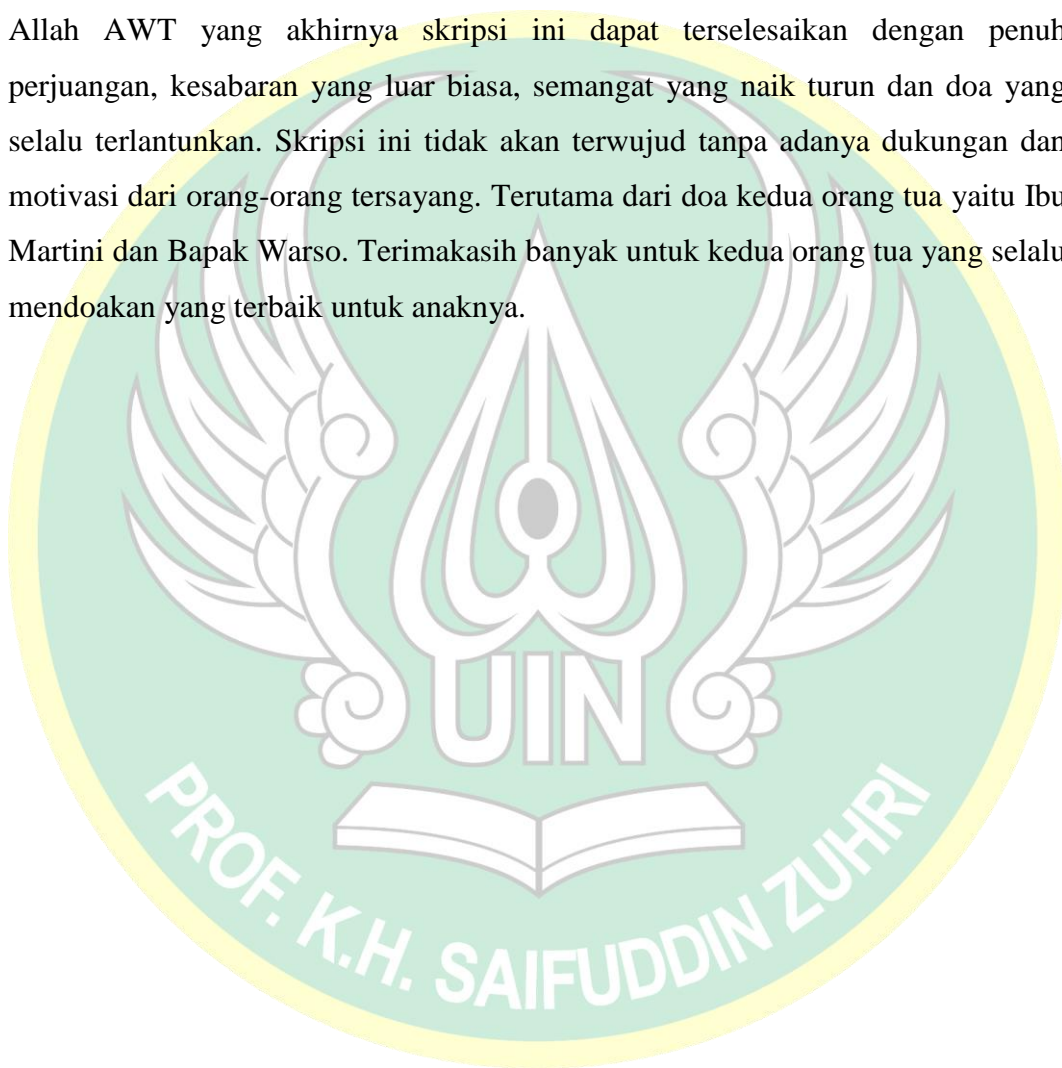 Allah AWT yang akhirnya skripsi ini dapat terselesaikan dengan penuh
perjuangan, kesabaran yang luar biasa, semangat yang naik turun dan doa yang
selalu terlantunkan. Skripsi ini tidak akan terwujud tanpa adanya dukungan dan
motivasi dari orang-orang tersayang. Terutama dari doa kedua orang tua yaitu Ibu
Martini dan Bapak Warso. Terimakasih banyak untuk kedua orang tua yang selalu
mendoakan yang terbaik untuk anaknya.
UIN
PROF. K.H. SAIFUDDIN ZUHRI